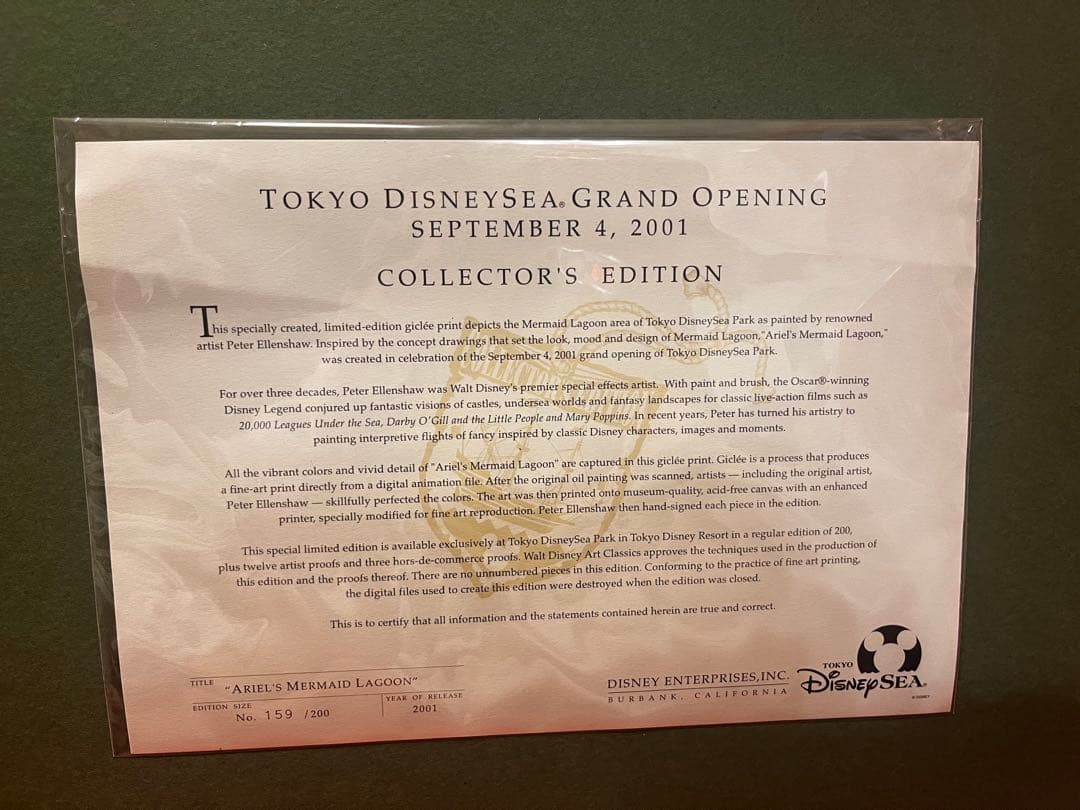 TOKYO DISNEYSEA® GRAND OPENING
SEPTEMBER 4, 2001
COLLECTOR'S EDITION
This specially created, limited-edition giclée print depicts the Mermaid Lagoon area of Tokyo DisneySea Park as painted by renowned
artist Peter Ellenshaw. Inspired by the concept drawings that set the look, mood and design of Mermaid Lagoon, "Ariel's Mermaid Lagoon,"
was created in celebration of the September 4, 2001 grand opening of Tokyo DisneySea Park.
For over three decades, Peter Ellenshaw was Walt Disney's premier special effects artist. With paint and brush, the Oscar®-winning
Disney Legend conjured up fantastic visions of castles, undersea worlds and fantasy landscapes for classic live-action films such as
20,000 Leagues Under the Sea, Darby O'Gill and the Little People and Mary Poppins. In recent years, Peter has turned his artistry to
painting interpretive flights of fancy inspired by classic Disney characters, images and moments.
All the vibrant colors and vivid detail of "Ariel's Mermaid Lagoon" are captured in this giclée print. Giclée is a process that produces
a fine-art print directly from a digital animation file. After the original oil painting was scanned, artists — including the original artist,
Peter Ellenshaw — skillfully perfected the colors. The art was then printed onto museum-quality, acid-free canvas with an enhanced
printer, specially modified for fine art reproduction. Peter Ellenshaw then hand-signed each piece in the edition.
This special limited edition is available exclusively at Tokyo DisneySea Park in Tokyo Disney Resort in a regular edition of 200,
plus twelve artist proofs and three hors-de-commerce proofs. Walt Disney Art Classics approves the techniques used in the production of
this edition and the proofs thereof. There are no unnumbered pieces in this edition. Conforming to the practice of fine art printing,
the digital files used to create this edition were destroyed when the edition was closed.
This is to certify that all information and the statements contained herein are true and correct.
TITLE "ARIEL'S MERMAID LAGOON"
EDITION SIZE
No. 159 /200
YEAR OF RELEASE
2001
DISNEY ENTERPRISES, INC.
BURBANK, CALIFORNIA
TOKYO
DISNEYSEA®
© DISNEY